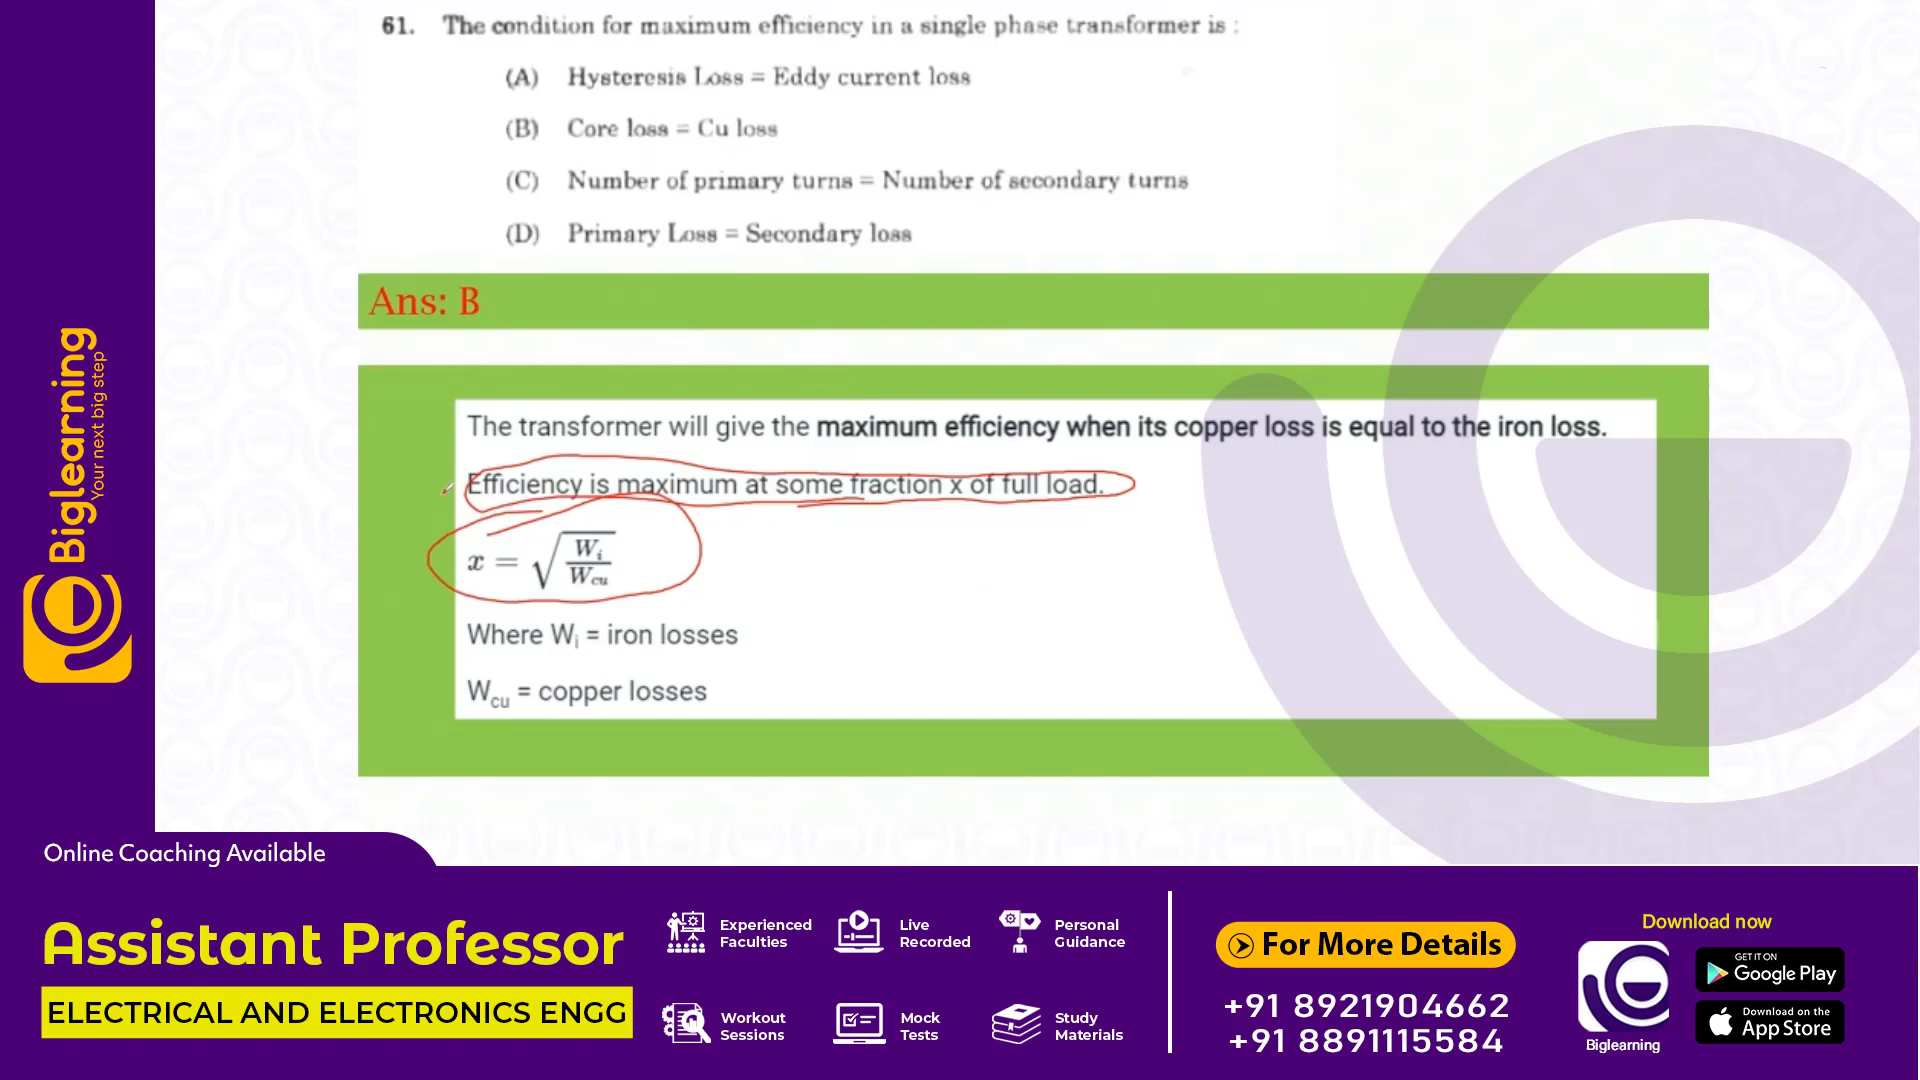 61. The condition for maximum efficiency in a single phase transformer is :
(A) Hysteresis Loss = Eddy current loss
(B) Core loss = Cu loss
(C) Number of primary turns = Number of secondary turns
(D) Primary Loss = Secondary loss
Ans: B
The transformer will give the maximum efficiency when its copper loss is equal to the iron loss.
Efficiency is maximum at some fraction x of full load.
x = √(W_i / W_cu)
Where W_i = iron losses
W_cu = copper losses
Biglearning
Your next big step
Online Coaching Available
Assistant Professor
ELECTRICAL AND ELECTRONICS ENGG
Experienced
Faculties
Live
Recorded
Personal
Guidance
Workout
Sessions
Mock
Tests
Study
Materials
For More Details
+91 8921904662
+91 8891115584
Download now
Biglearning
GET IT ON
Google Play
Download on the
App Store